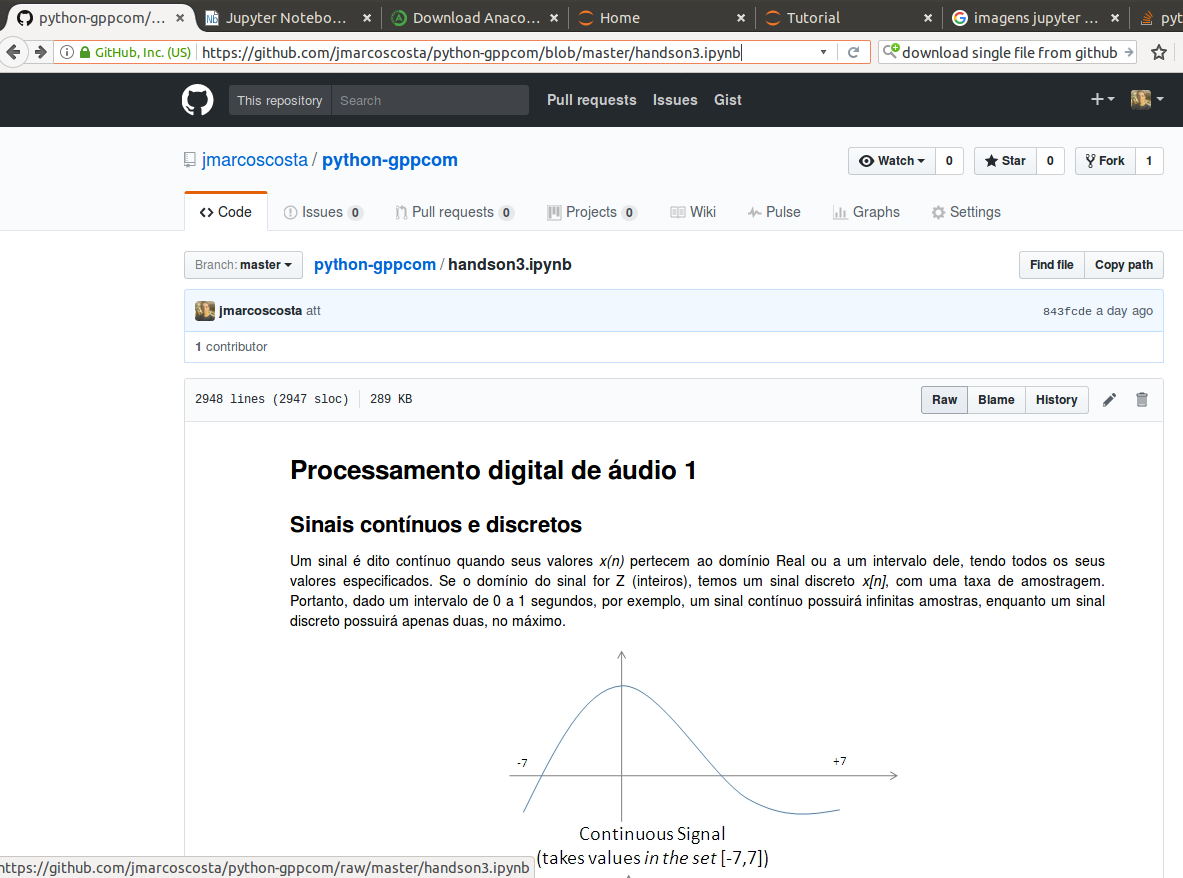 python-gppcom/... × Jupyter Notebo... × Download Anaco... × Home × Tutorial × imagens jupyter ... × pyt
GitHub, Inc. (US) https://github.com/jmarcoscosta/python-gppcom/blob/master/handson3.ipynb download single file from github
This repository Search Pull requests Issues Gist
jmarcoscosta / python-gppcom Watch 0 Star 0 Fork 1
Code Issues 0 Pull requests 0 Projects 0 Wiki Pulse Graphs Settings
Branch: master python-gppcom / handson3.ipynb Find file Copy path
jmarcoscosta att 843fcde a day ago
1 contributor
2948 lines (2947 sloc) 289 KB Raw Blame History
Processamento digital de áudio 1
Sinais contínuos e discretos
Um sinal é dito contínuo quando seus valores x(n) pertecem ao domínio Real ou a um intervalo dele, tendo todos os seus
valores especificados. Se o domínio do sinal for Z (inteiros), temos um sinal discreto x[n], com uma taxa de amostragem.
Portanto, dado um intervalo de 0 a 1 segundos, por exemplo, um sinal contínuo possuirá infinitas amostras, enquanto um sinal
discreto possuirá apenas duas, no máximo.
-7 +7
Continuous Signal
(takes values in the set [-7,7])
https://github.com/jmarcoscosta/python-gppcom/raw/master/handson3.ipynb